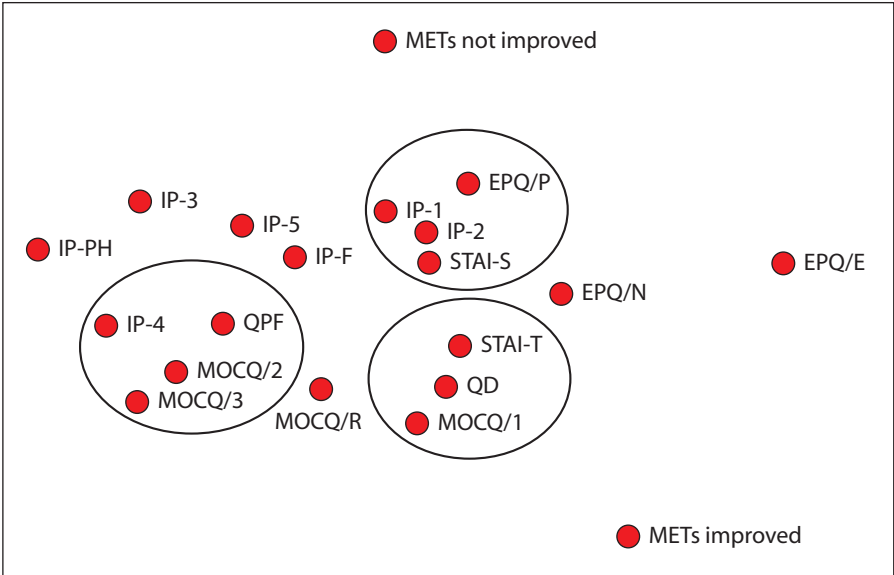 METs not improved
EPQ/P
IP-3
IP-1
IP-5
IP-2
IP-PH
IP-F
STAI-S
EPQ/E
EPQ/N
IP-4
QPF
STAI-T
MOCQ/2
QD
MOCQ/3
MOCQ/R
MOCQ/1
METs improved